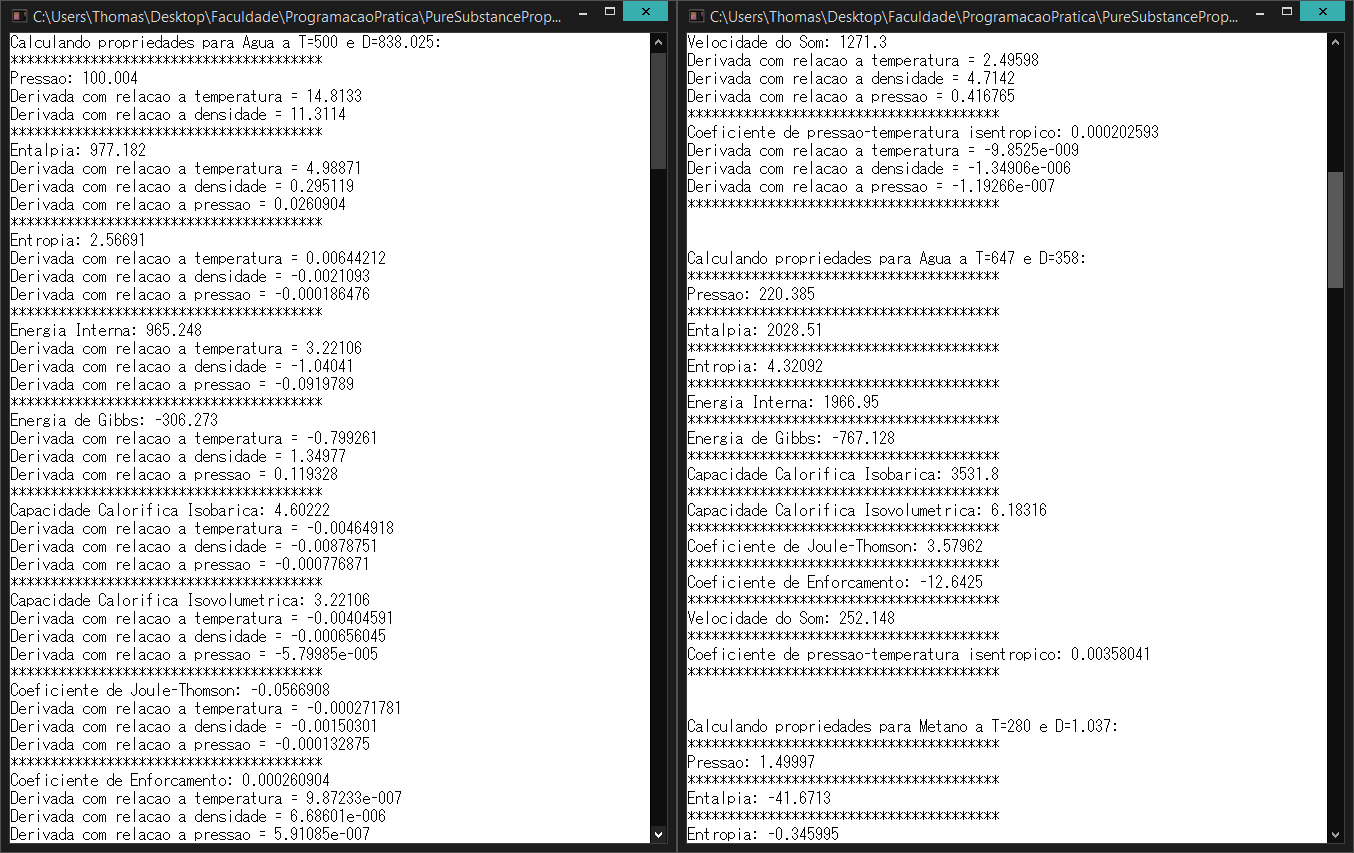 C:\Users\Thomas\Desktop\Faculdade\ProgramacaoPratica\PureSubstanceProp...
Calculando propriedades para Agua a T=500 e D=838.025:
***************************************
Pressao: 100.004
Derivada com relacao a temperatura = 14.8133
Derivada com relacao a densidade = 11.3114
***************************************
Entalpia: 977.182
Derivada com relacao a temperatura = 4.98871
Derivada com relacao a densidade = 0.295119
Derivada com relacao a pressao = 0.0260904
***************************************
Entropia: 2.56691
Derivada com relacao a temperatura = 0.00644212
Derivada com relacao a densidade = -0.0021093
Derivada com relacao a pressao = -0.000186476
***************************************
Energia Interna: 965.248
Derivada com relacao a temperatura = 3.22106
Derivada com relacao a densidade = -1.04041
Derivada com relacao a pressao = -0.0919789
***************************************
Energia de Gibbs: -306.273
Derivada com relacao a temperatura = -0.799261
Derivada com relacao a densidade = 1.34977
Derivada com relacao a pressao = 0.119328
***************************************
Capacidade Calorifica Isobarica: 4.60222
Derivada com relacao a temperatura = -0.00464918
Derivada com relacao a densidade = -0.00878751
Derivada com relacao a pressao = -0.000776871
***************************************
Capacidade Calorifica Isovolumetrica: 3.22106
Derivada com relacao a temperatura = -0.00404591
Derivada com relacao a densidade = -0.000656045
Derivada com relacao a pressao = -5.79985e-005
***************************************
Coeficiente de Joule-Thomson: -0.0566908
Derivada com relacao a temperatura = -0.000271781
Derivada com relacao a densidade = -0.00150301
Derivada com relacao a pressao = -0.000132875
***************************************
Coeficiente de Enforcamento: 0.000260904
Derivada com relacao a temperatura = 9.87233e-007
Derivada com relacao a densidade = 6.68601e-006
Derivada com relacao a pressao = 5.91085e-007
C:\Users\Thomas\Desktop\Faculdade\ProgramacaoPratica\PureSubstanceProp...
Velocidade do Som: 1271.3
Derivada com relacao a temperatura = 2.49598
Derivada com relacao a densidade = 4.7142
Derivada com relacao a pressao = 0.416765
***************************************
Coeficiente de pressao-temperatura isentropico: 0.000202593
Derivada com relacao a temperatura = -9.8525e-009
Derivada com relacao a densidade = -1.34906e-006
Derivada com relacao a pressao = -1.19266e-007
***************************************
Calculando propriedades para Agua a T=647 e D=358:
***************************************
Pressao: 220.385
***************************************
Entalpia: 2028.51
***************************************
Entropia: 4.32092
***************************************
Energia Interna: 1966.95
***************************************
Energia de Gibbs: -767.128
***************************************
Capacidade Calorifica Isobarica: 3531.8
***************************************
Capacidade Calorifica Isovolumetrica: 6.18316
***************************************
Coeficiente de Joule-Thomson: 3.57962
***************************************
Coeficiente de Enforcamento: -12.6425
***************************************
Velocidade do Som: 252.148
***************************************
Coeficiente de pressao-temperatura isentropico: 0.00358041
***************************************
Calculando propriedades para Metano a T=280 e D=1.037:
***************************************
Pressao: 1.49997
***************************************
Entalpia: -41.6713
***************************************
Entropia: -0.345995